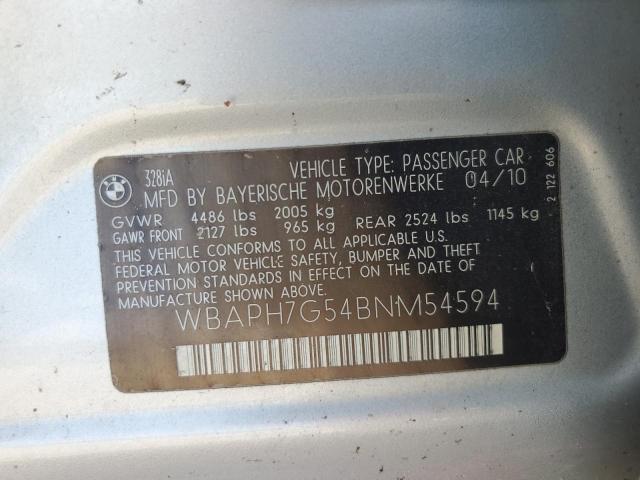 BMW
328iA
VEHICLE TYPE: PASSENGER CAR
MFD BY BAYERISCHE MOTORENWERKE 04/10
GVWR 4486 lbs 2005 kg
GAWR FRONT 2127 lbs 965 kg REAR 2524 lbs 1145 kg
THIS VEHICLE CONFORMS TO ALL APPLICABLE U.S.
FEDERAL MOTOR VEHICLE SAFETY, BUMPER AND THEFT
PREVENTION STANDARDS IN EFFECT ON THE DATE OF
MANUFACTURE SHOWN ABOVE.
WBAPH7G54BNM54594
2 122 606